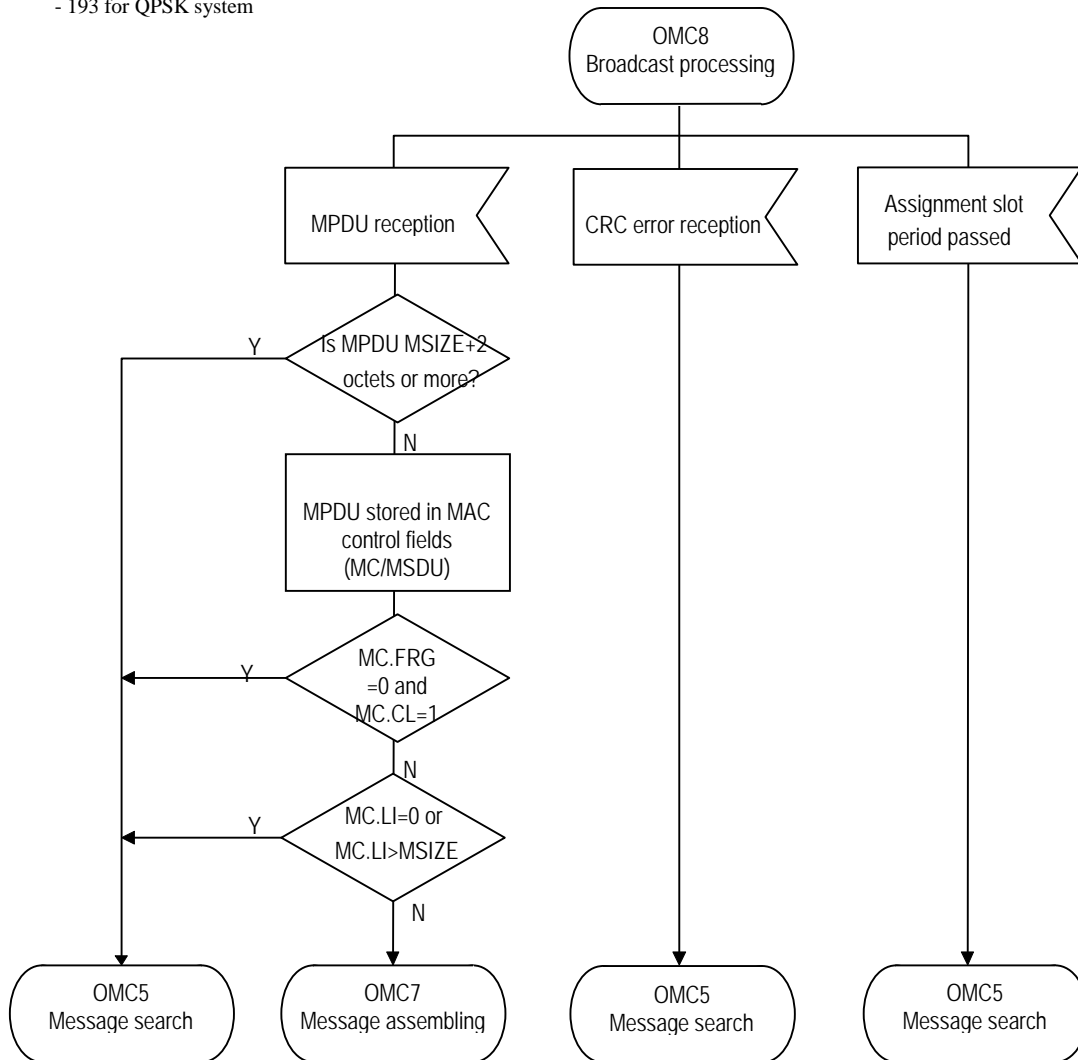 - 193 for QPSK system
OMC8
Broadcast processing
MPDU reception
CRC error reception
Assignment slot
period passed
Y
Is MPDU MSIZE+2
octets or more?
N
MPDU stored in MAC
control fields
(MC/MSDU)
Y
MC.FRG
=0 and
MC.CL=1
N
Y
MC.LI=0 or
MC.LI>MSIZE
N
OMC5
Message search
OMC7
Message assembling
OMC5
Message search
OMC5
Message search